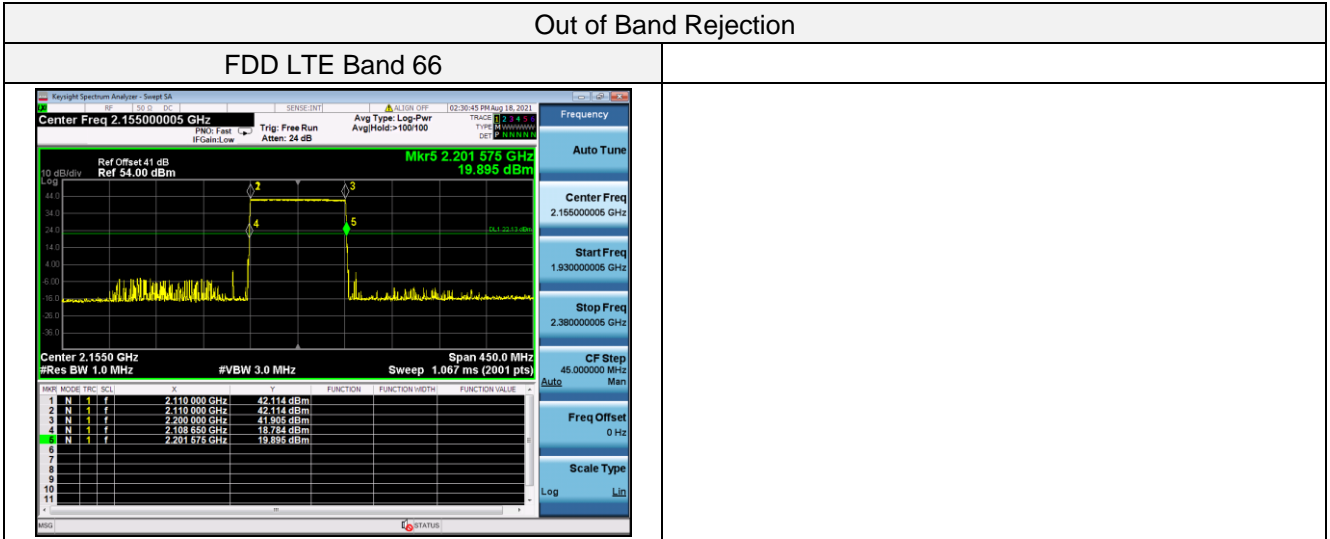 Out of Band Rejection
FDD LTE Band 66
Keysight Spectrum Analyzer - Swept SA
RF 50 Ω DC SENSE:INT ALIGN OFF 02:30:45 PM Aug 18, 2021
Center Freq 2.155000005 GHz
PNO: Fast
IFGain:Low
Trig: Free Run
Atten: 24 dB
Avg Type: Log-Pwr
Avg|Hold:>100/100
TRACE 1 2 3 4 5 6
TYPE M WWWWW
DET P NNNNN
Mkr5 2.201 575 GHz
19.895 dBm
Ref Offset 41 dB
10 dB/div Ref 54.00 dBm
Log
44.0
34.0
24.0
14.0
4.00
-6.00
-16.0
-26.0
-36.0
2
3
4
5
DL1 22.13 dBm
Center 2.1550 GHz Span 450.0 MHz
#Res BW 1.0 MHz #VBW 3.0 MHz Sweep 1.067 ms (2001 pts)
MKR MODE TRC SCL X Y FUNCTION FUNCTION WIDTH FUNCTION VALUE
1 N 1 f 2.110 000 GHz 42.114 dBm
2 N 1 f 2.110 000 GHz 42.114 dBm
3 N 1 f 2.200 000 GHz 41.905 dBm
4 N 1 f 2.108 650 GHz 18.784 dBm
5 N 1 f 2.201 575 GHz 19.895 dBm
6
7
8
9
10
11
MSG STATUS
Frequency
Auto Tune
Center Freq
2.155000005 GHz
Start Freq
1.930000005 GHz
Stop Freq
2.380000005 GHz
CF Step
45.000000 MHz
Auto Man
Freq Offset
0 Hz
Scale Type
Log Lin